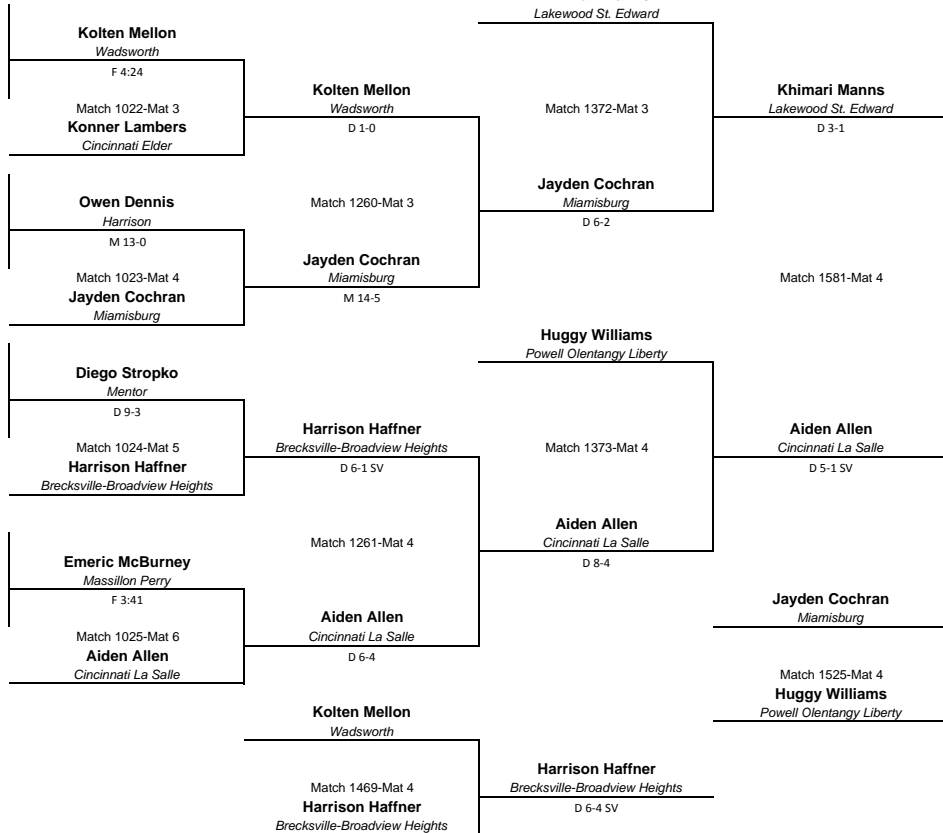 Lakewood St. Edward
Kolten Mellon
Wadsworth
F 4:24
Match 1022-Mat 3
Konner Lambers
Cincinnati Elder
Kolten Mellon
Wadsworth
D 1-0
Match 1372-Mat 3
Khimari Manns
Lakewood St. Edward
D 3-1
Owen Dennis
Harrison
M 13-0
Match 1023-Mat 4
Jayden Cochran
Miamisburg
Match 1260-Mat 3
Jayden Cochran
Miamisburg
M 14-5
Jayden Cochran
Miamisburg
D 6-2
Match 1581-Mat 4
Diego Stropko
Mentor
D 9-3
Match 1024-Mat 5
Harrison Haffner
Brecksville-Broadview Heights
Harrison Haffner
Brecksville-Broadview Heights
D 6-1 SV
Huggy Williams
Powell Olentangy Liberty
Match 1373-Mat 4
Aiden Allen
Cincinnati La Salle
D 5-1 SV
Emeric McBurney
Massillon Perry
F 3:41
Match 1025-Mat 6
Aiden Allen
Cincinnati La Salle
Match 1261-Mat 4
Aiden Allen
Cincinnati La Salle
D 6-4
Aiden Allen
Cincinnati La Salle
D 8-4
Jayden Cochran
Miamisburg
Match 1525-Mat 4
Huggy Williams
Powell Olentangy Liberty
Kolten Mellon
Wadsworth
Match 1469-Mat 4
Harrison Haffner
Brecksville-Broadview Heights
Harrison Haffner
Brecksville-Broadview Heights
D 6-4 SV